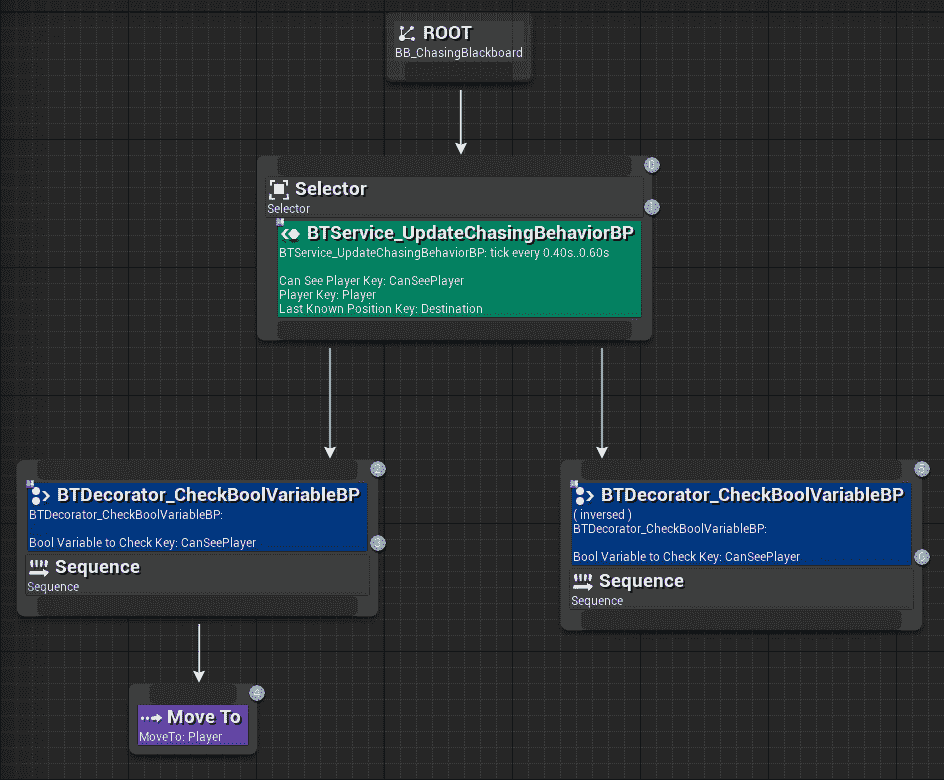 ROOT
BB_ChasingBlackboard
0
Selector
Selector
1
BTService_UpdateChasingBehaviorBP
BTService_UpdateChasingBehaviorBP: tick every 0.40s..0.60s
Can See Player Key: CanSeePlayer
Player Key: Player
Last Known Position Key: Destination
2
BTDecorator_CheckBoolVariableBP
BTDecorator_CheckBoolVariableBP:
Bool Variable to Check Key: CanSeePlayer
3
Sequence
Sequence
4
Move To
MoveTo: Player
5
BTDecorator_CheckBoolVariableBP
( inversed )
BTDecorator_CheckBoolVariableBP:
Bool Variable to Check Key: CanSeePlayer
6
Sequence
Sequence